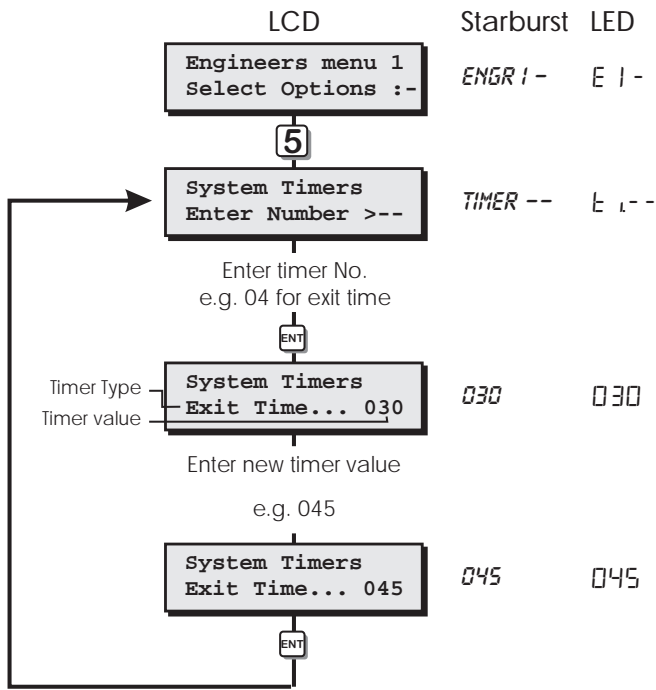 LCD Starburst LED
Engineers menu 1
Select Options :-
ENGR1- E 1-
5
System Timers
Enter Number >--
TIMER -- t i.--
Enter timer No.
e.g. 04 for exit time
ENT
Timer Type
Timer value
System Timers
Exit Time... 030
030 030
Enter new timer value
e.g. 045
System Timers
Exit Time... 045
045 045
ENT